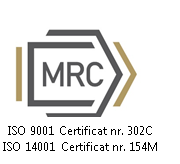 MRC
ISO 9001 Certificat nr. 302C
ISO 14001 Certificat nr. 154M